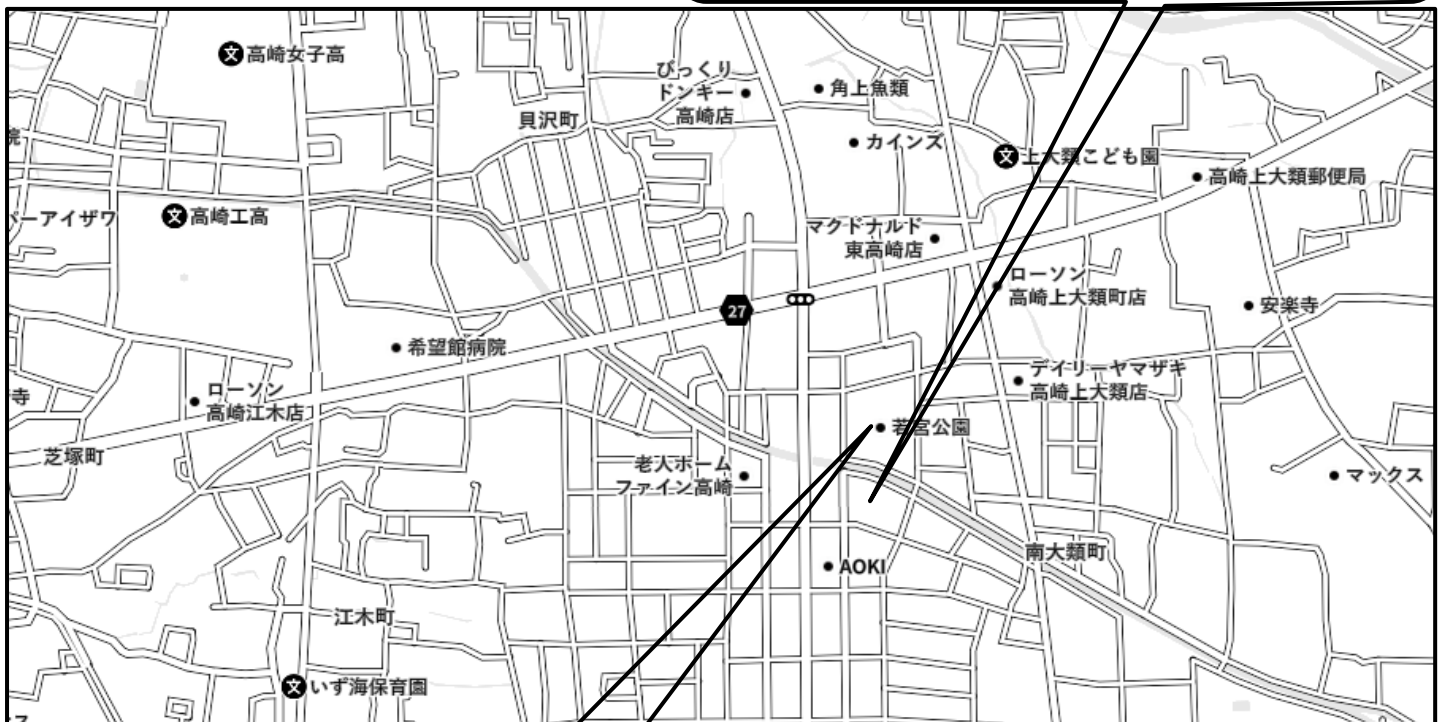 高崎女子高
びっくり
ドンキー
高崎店
角上魚類
貝沢町
院
カインズ
上大類こども園
高崎上大類郵便局
パーアイザワ
高崎工高
マクドナルド
東高崎店
ローソン
高崎上大類町店
27
安楽寺
希望館病院
デイリーヤマザキ
高崎上大類店
寺
ローソン
高崎江木店
若宮公園
芝塚町
老人ホーム
ファイン高崎
マックス
南大類町
AOKI
江木町
いず海保育園